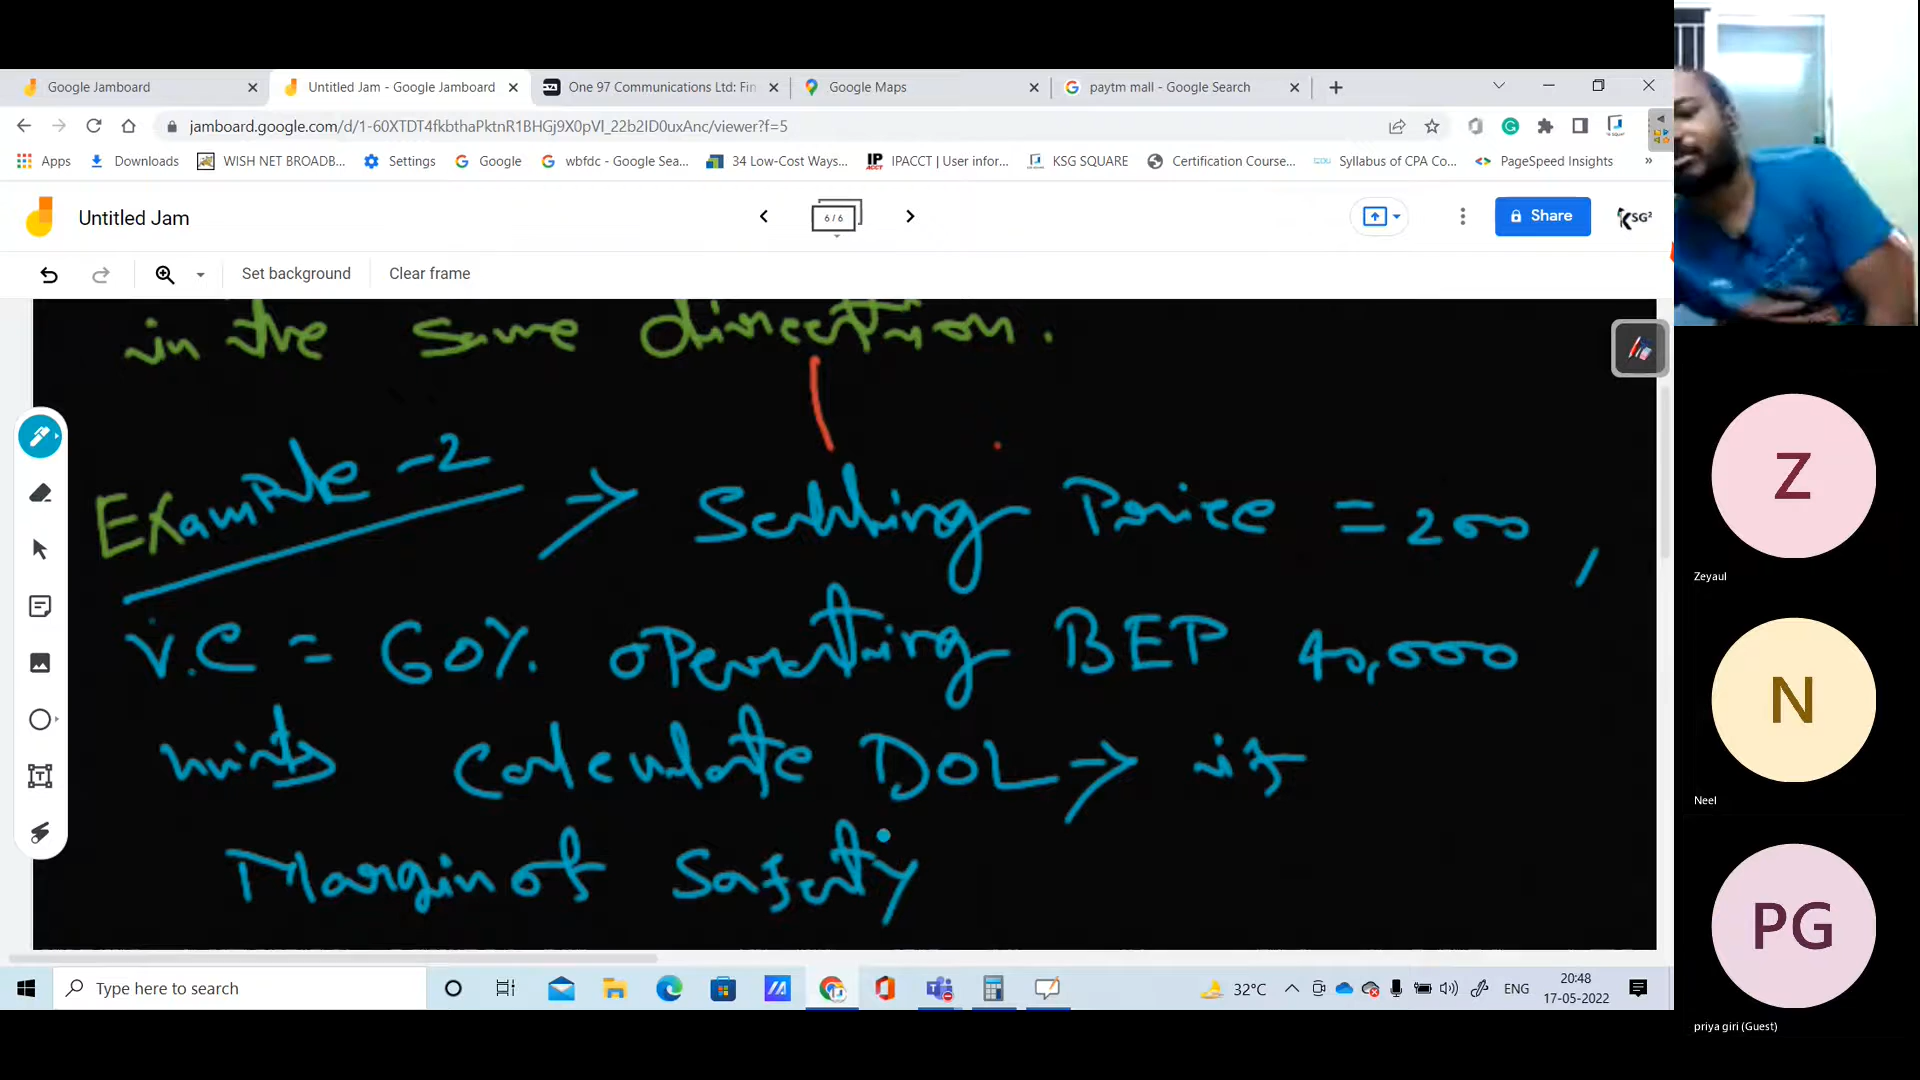 Google Jamboard
Untitled Jam - Google Jamboard
One 97 Communications Ltd: Fin
Google Maps
paytm mall - Google Search
jamboard.google.com/d/1-60XTDT4fkbthaPktnR1BHGj9X0pVI_22b2ID0uxAnc/viewer?f=5
Apps Downloads WISH NET BROADB... Settings Google wbfdc - Google Sea... 34 Low-Cost Ways... IPACCT | User infor... KSG SQUARE Certification Course... Syllabus of CPA Co... PageSpeed Insights »
Untitled Jam
6 / 6
Share
KSG²
Set background Clear frame
in the same direction.
Example -2 → Selling Price = 200,
V.C = 60% operating BEP 40,000
units Calculate DOL → if
Margin of Safety
Z
Zeyaul
N
Neel
PG
priya giri (Guest)
Type here to search
32°C
ENG
20:48
17-05-2022